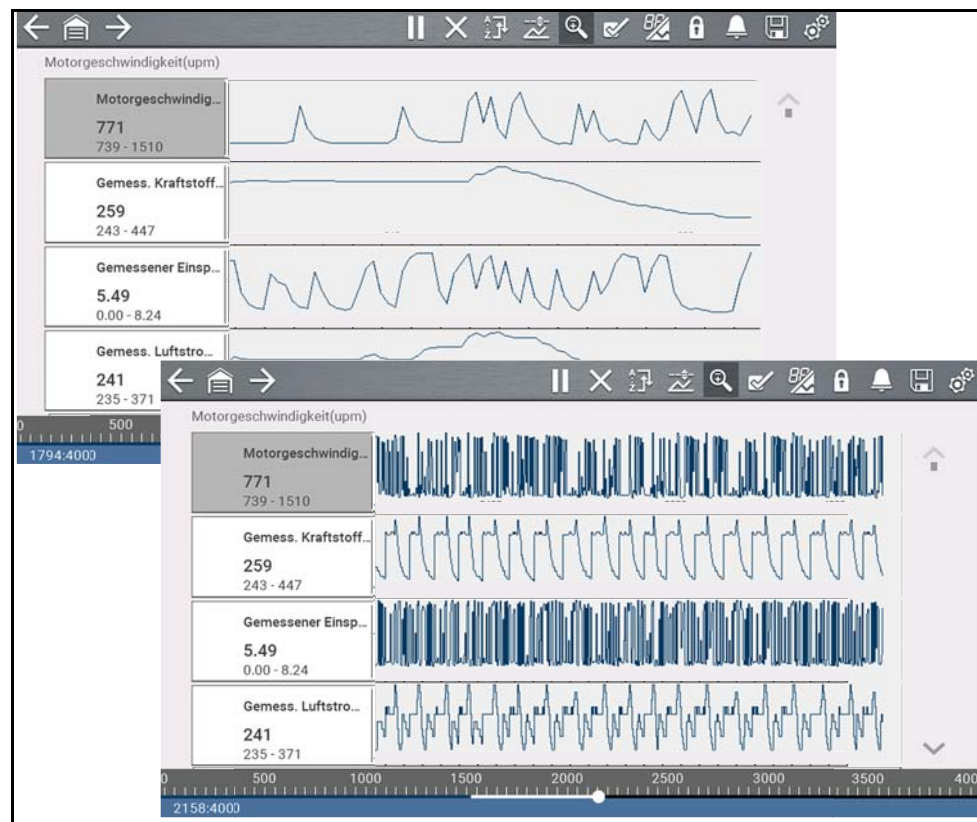 Motorgeschwindigkeit(upm)
Motorgeschwindig...
771
739 - 1510
Gemess. Kraftstoff...
259
243 - 447
Gemessener Einsp...
5.49
0.00 - 8.24
Gemess. Luftstro...
241
235 - 371
0 500
1794:4000
Motorgeschwindigkeit(upm)
Motorgeschwindig...
771
739 - 1510
Gemess. Kraftstoff...
259
243 - 447
Gemessener Einsp...
5.49
0.00 - 8.24
Gemess. Luftstro...
241
235 - 371
0 500 1000 1500 2000 2500 3000 3500 400
2158:4000